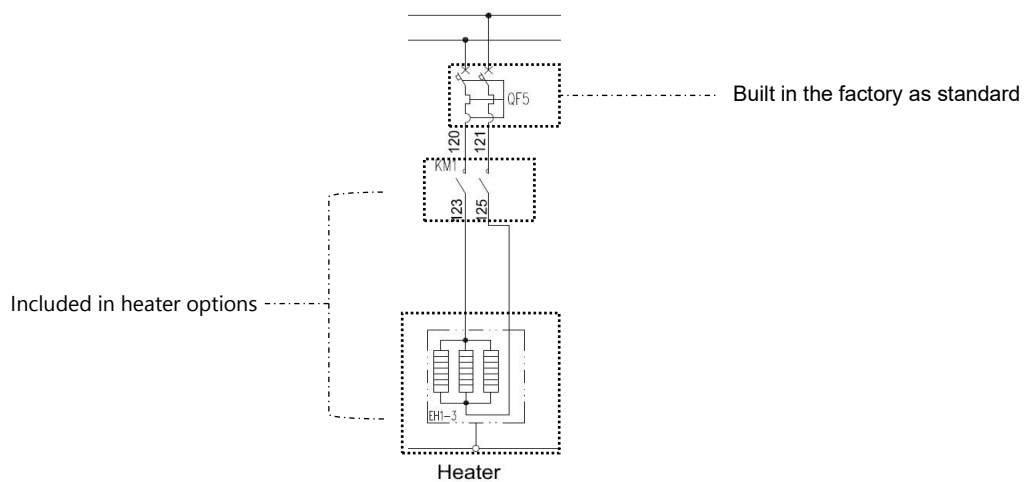 QF5
Built in the factory as standard
120
121
KM1
123
125
Included in heater options
EH1-3
Heater